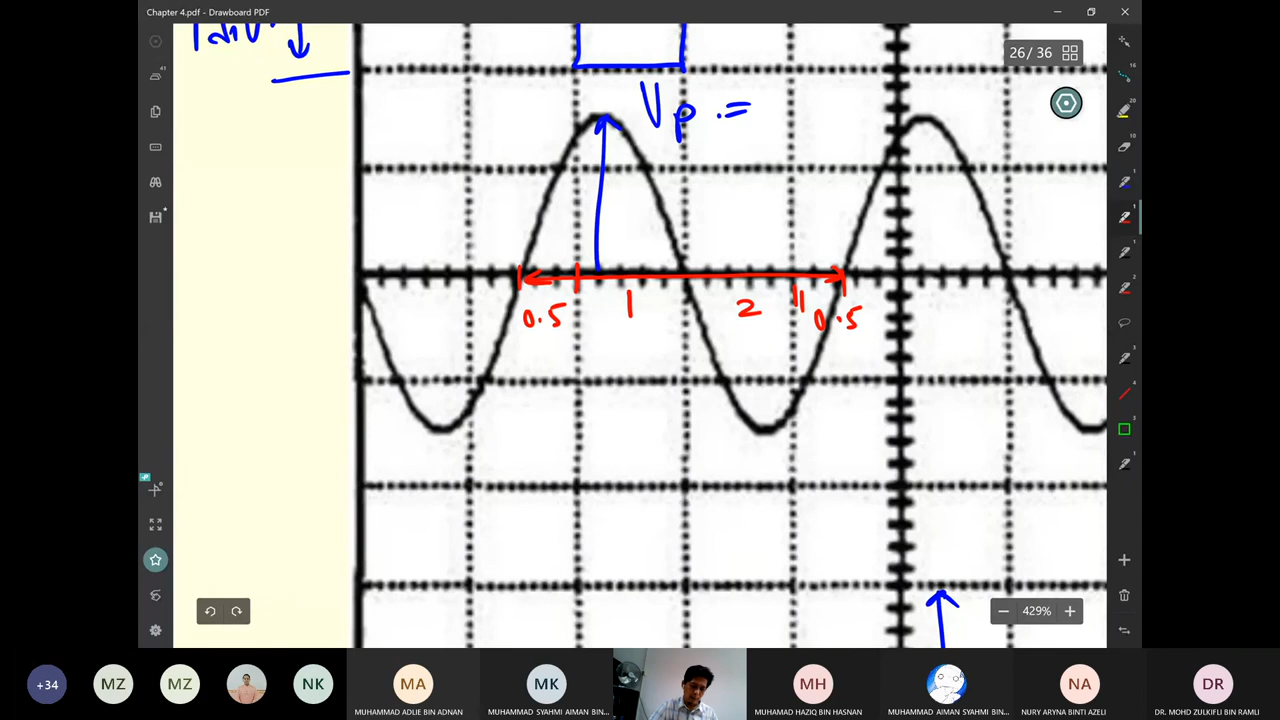 Chapter 4.pdf - Drawboard PDF
26 / 36
Vp =
0.5
1
2
0.5
429%
+34
MZ
MZ
NK
MA
MK
MH
NA
DR
MUHAMMAD ADLIE BIN ADNAN
MUHAMMAD SYAHMI AIMAN BIN...
MUHAMAD HAZIQ BIN HASNAN
MUHAMMAD AIMAN SYAHMI BIN...
NURY ARYNA BINTI AZELI
DR. MOHD ZULKIFLI BIN RAMLI